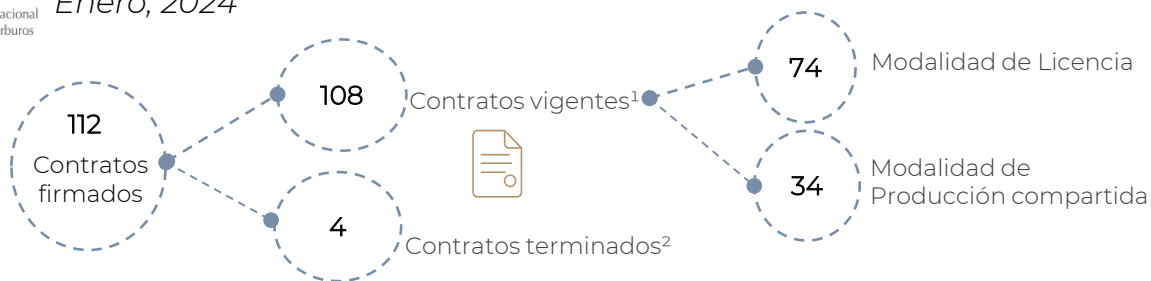 Enero, 2024
112
Contratos
firmados
108
Contratos vigentes¹
4
Contratos terminados²
74
Modalidad de Licencia
34
Modalidad de
Producción compartida